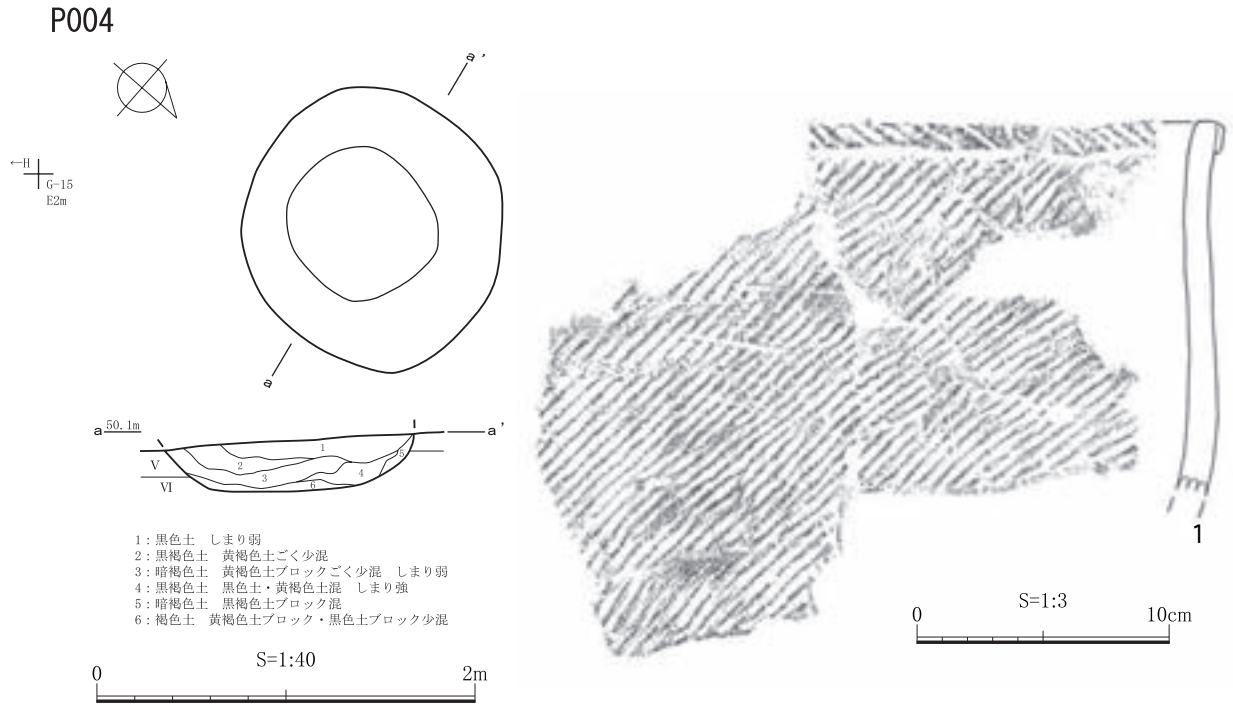 P004
a'
←H
G-15
E2m
a
a 50.1m a'
1
2
3
4
5
6
V
VI
1：黒色土　しまり弱
2：黒褐色土　黄褐色土ごく少混
3：暗褐色土　黄褐色土ブロックごく少混　しまり弱
4：黒褐色土　黒色土・黄褐色土混　しまり強
5：暗褐色土　黒褐色土ブロック混
6：褐色土　黄褐色土ブロック・黒色土ブロック少混
S=1:40
0 2m
1
S=1:3
0 10cm